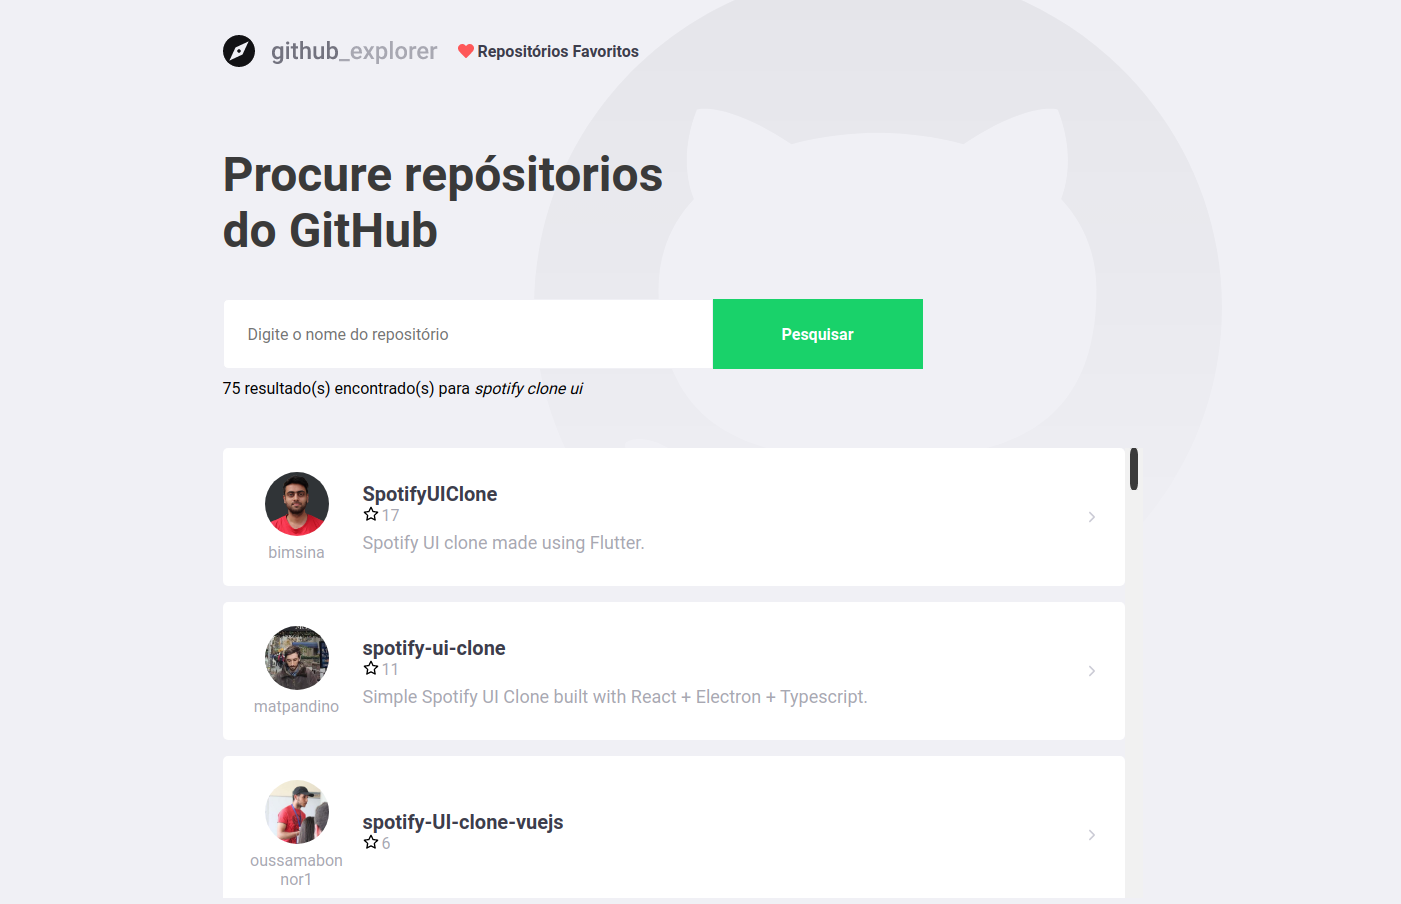 github_explorer
Repositórios Favoritos
Procure repósitorios
do GitHub
Digite o nome do repositório
Pesquisar
75 resultado(s) encontrado(s) para spotify clone ui
SpotifyUIClone
17
Spotify UI clone made using Flutter.
bimsina
spotify-ui-clone
11
Simple Spotify UI Clone built with React + Electron + Typescript.
matpandino
spotify-UI-clone-vuejs
6
oussamabon
nor1